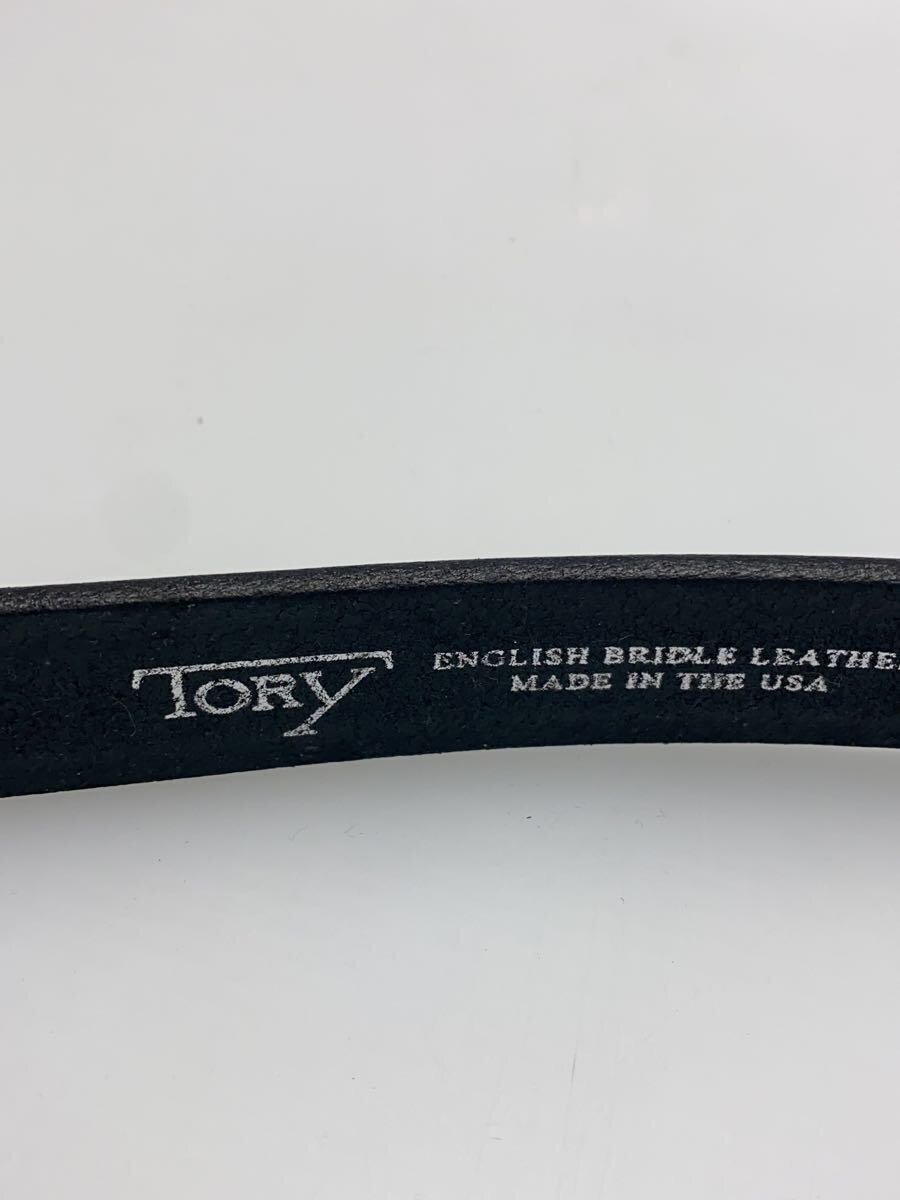 TORY
ENGLISH BRIDLE LEATHE
MADE IN THE USA